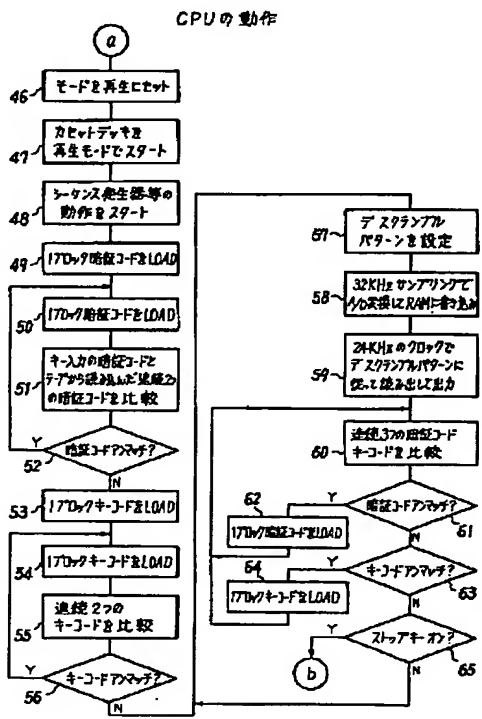 CPUの動作
a
46
モードを再生にセット
47
カセットデッキを
再生モードでスタート
48
シーケンス発生器等の
動作をスタート
49
1ブロック暗証コードをLOAD
50
1ブロック暗証コードをLOAD
51
キー入力の暗証コードと
テープから読み込んだ連続2つ
の暗証コードを比較
Y
52
暗証コードアンマッチ?
N
53
1ブロックキーコードをLOAD
54
1ブロックキーコードをLOAD
55
連続2つの
キーコードを比較
Y
56
キーコードアンマッチ?
N
57
デスクランブル
パターンを設定
58
32KHzサンプリングで
A/D変換してRAMに書き込み
59
24KHzのクロックで
デスクランブルパターンに
従って読み出して出力
60
連続3つの暗証コード
キーコードを比較
Y
暗証コードアンマッチ?
61
N
62
1ブロック暗証コードをLOAD
Y
キーコードアンマッチ?
63
N
64
1ブロックキーコードをLOAD
Y
ストップキーオン?
65
N
b